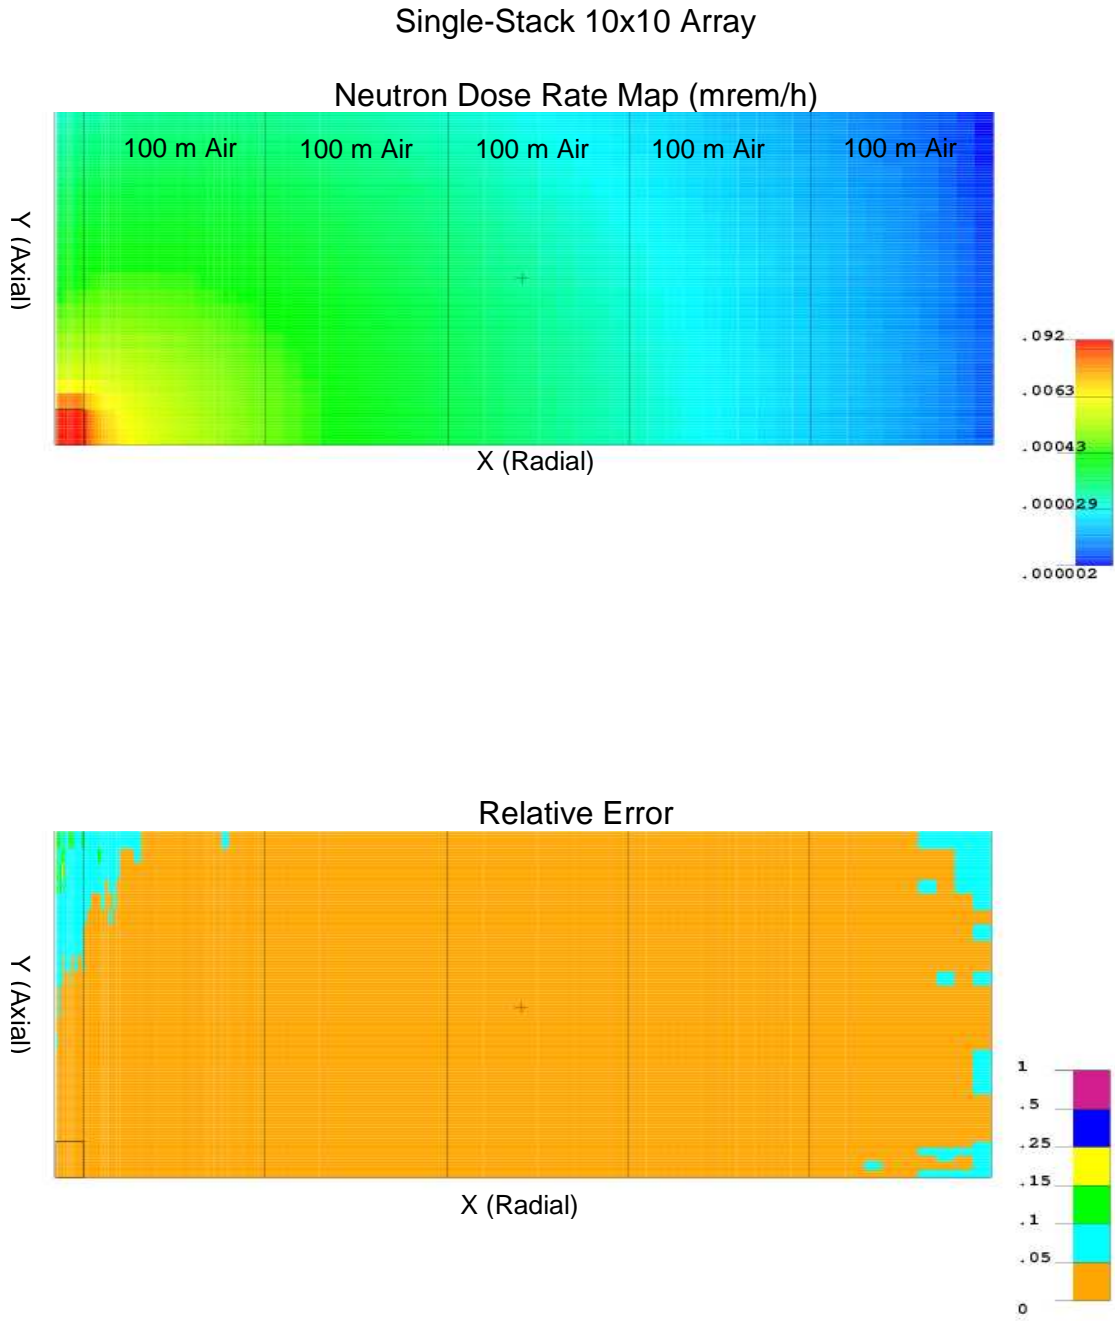 Single-Stack 10x10 Array
Neutron Dose Rate Map (mrem/h)
100 m Air 100 m Air 100 m Air 100 m Air 100 m Air
Y (Axial)
X (Radial)
.092
.0063
.00043
.000029
.000002
Relative Error
Y (Axial)
X (Radial)
1
.5
.25
.15
.1
.05
0